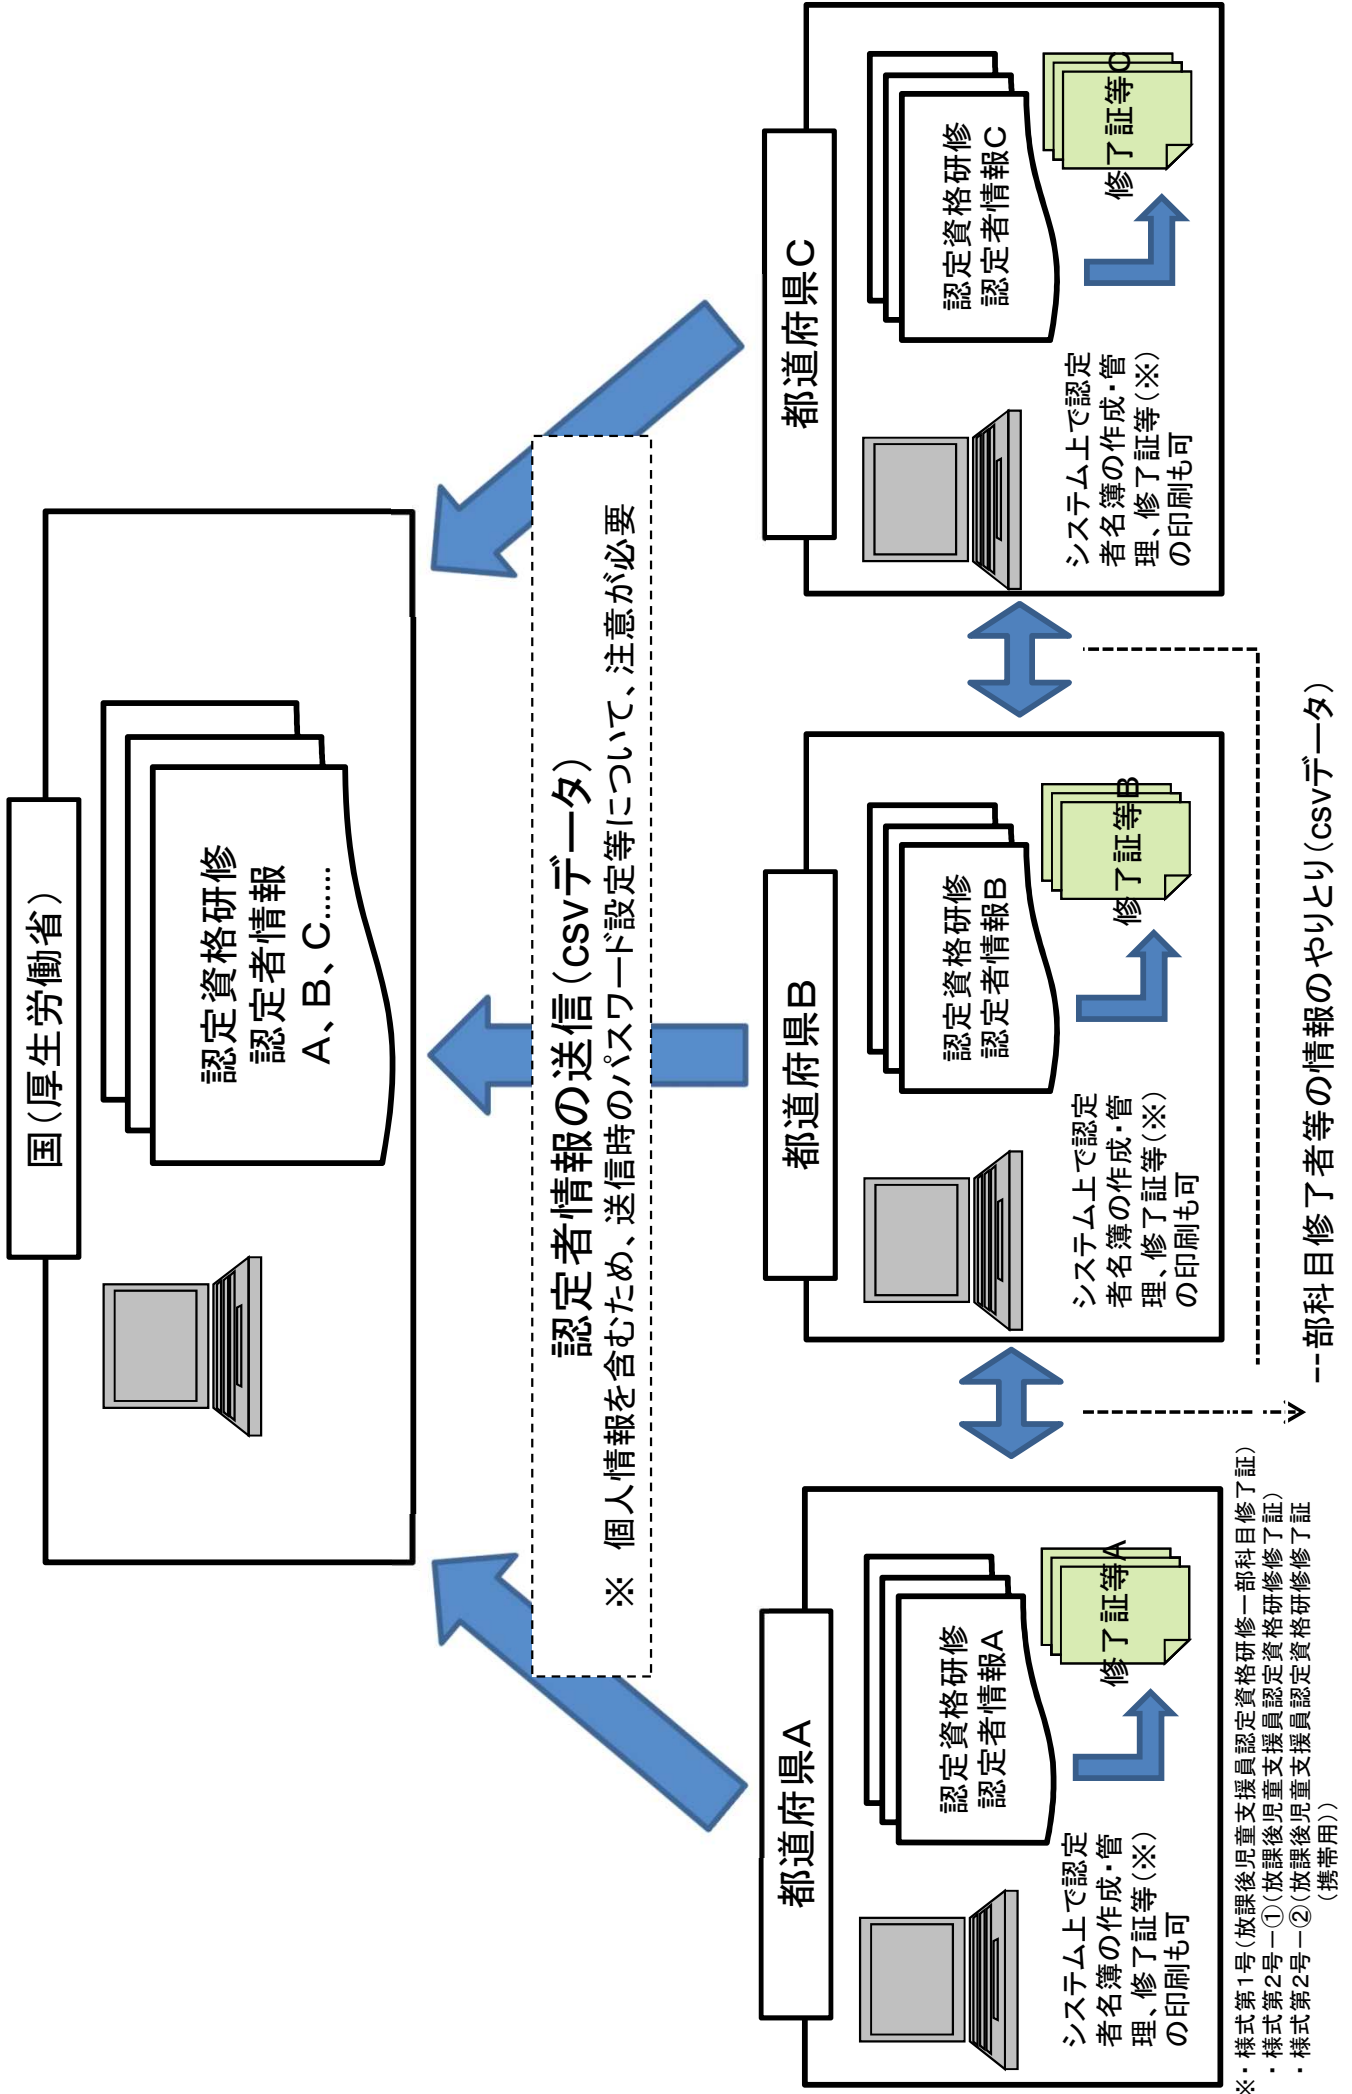 国(厚生労働省)
認定資格研修
認定者情報
A、B、C……
認定者情報の送信(csvデータ)
※ 個人情報を含むため、送信時のパスワード設定等について、注意が必要
都道府県A
認定資格研修
認定者情報A
システム上で認定
者名簿の作成・管
理、修了証等(※)
の印刷も可
修了証等A
都道府県B
認定資格研修
認定者情報B
システム上で認定
者名簿の作成・管
理、修了証等(※)
の印刷も可
修了証等B
都道府県C
認定資格研修
認定者情報C
システム上で認定
者名簿の作成・管
理、修了証等(※)
の印刷も可
修了証等C
一部科目修了者等の情報のやりとり(csvデータ)
※・様式第1号(放課後児童支援員認定資格研修一部科目修了証)
・様式第2号-①(放課後児童支援員認定資格研修修了証)
・様式第2号-②(放課後児童支援員認定資格研修修了証
(携帯用))